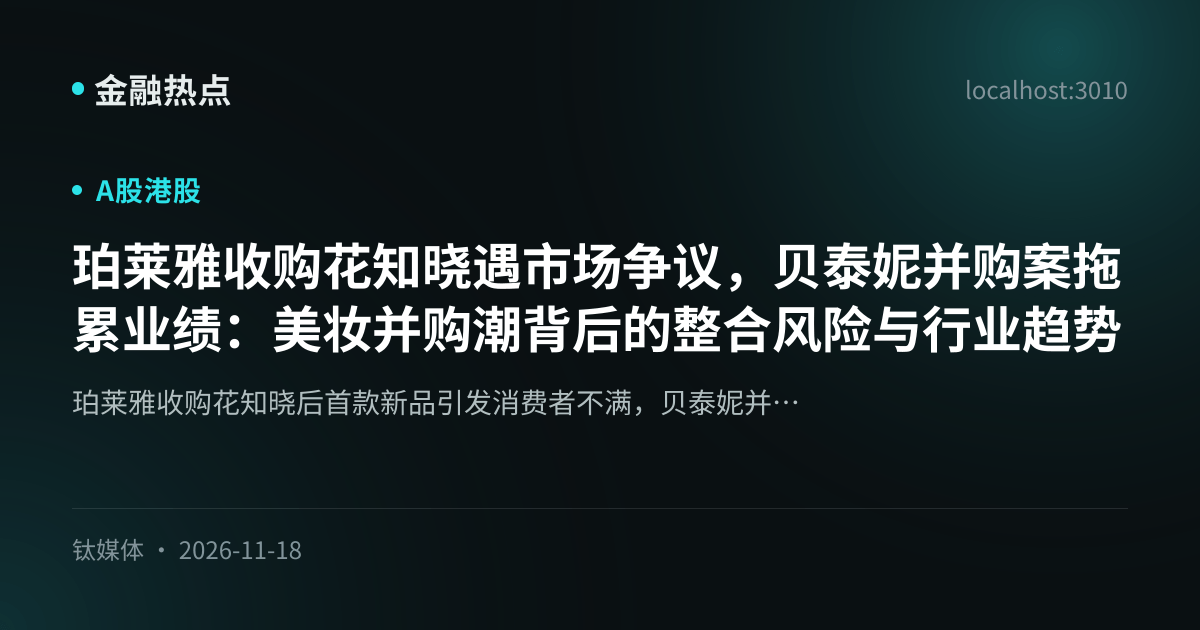 金融热点
localhost:3010
A股港股
珀莱雅收购花知晓遇市场争议，贝泰妮并购案拖
累业绩：美妆并购潮背后的整合风险与行业趋势
珀莱雅收购花知晓后首款新品引发消费者不满，贝泰妮并…
钛媒体 • 2026-11-18